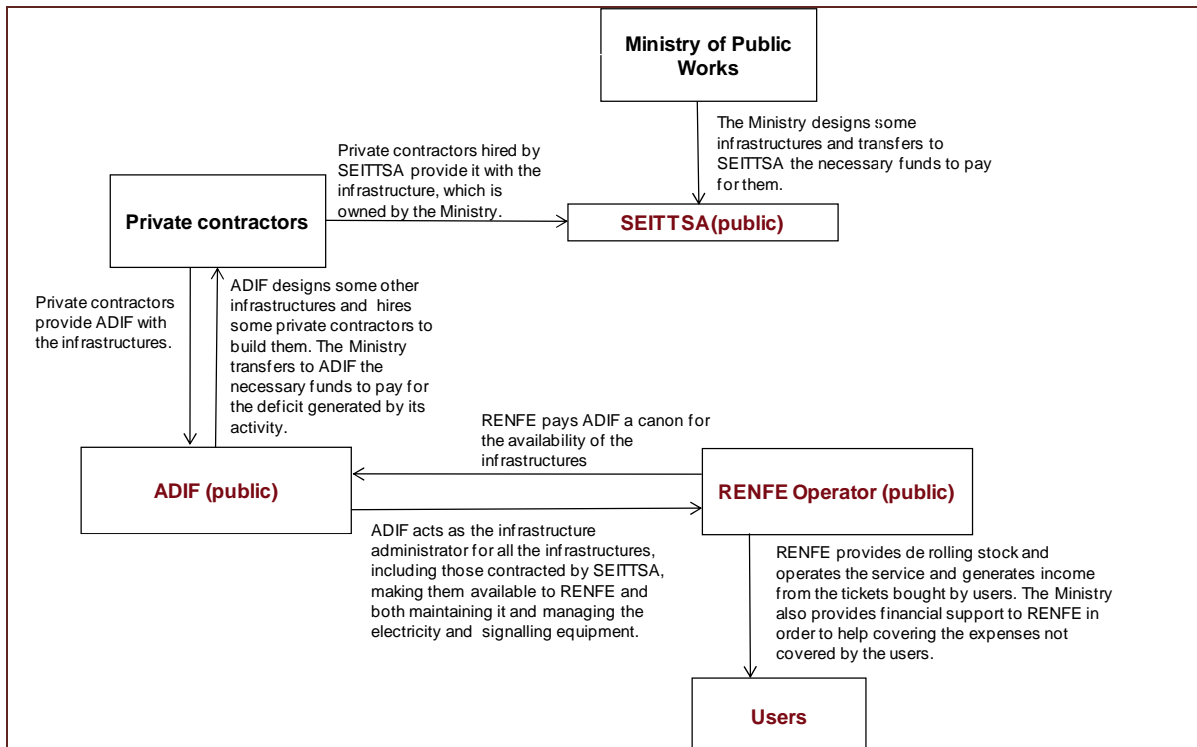 Ministry of Public
Works
The Ministry designs some
infrastructures and transfers to
SEITTSA the necessary funds to pay
for them.
Private contractors hired by
SEITTSA provide it with the
infrastructure, which is
owned by the Ministry.
Private contractors
SEITTSA (public)
ADIF designs some other
infrastructures and hires
some private contractors to
build them. The Ministry
transfers to ADIF the
necessary funds to pay for
the deficit generated by its
activity.
Private contractors
provide ADIF with
the infrastructures.
RENFE pays ADIF a canon for
the availability of the
infrastructures
ADIF (public)
RENFE Operator (public)
ADIF acts as the infrastructure
administrator for all the infrastructures,
including those contracted by SEITTSA,
making them available to RENFE and
both maintaining it and managing the
electricity and signalling equipment.
RENFE provides de rolling stock and
operates the service and generates income
from the tickets bought by users. The Ministry
also provides financial support to RENFE in
order to help covering the expenses not
covered by the users.
Users